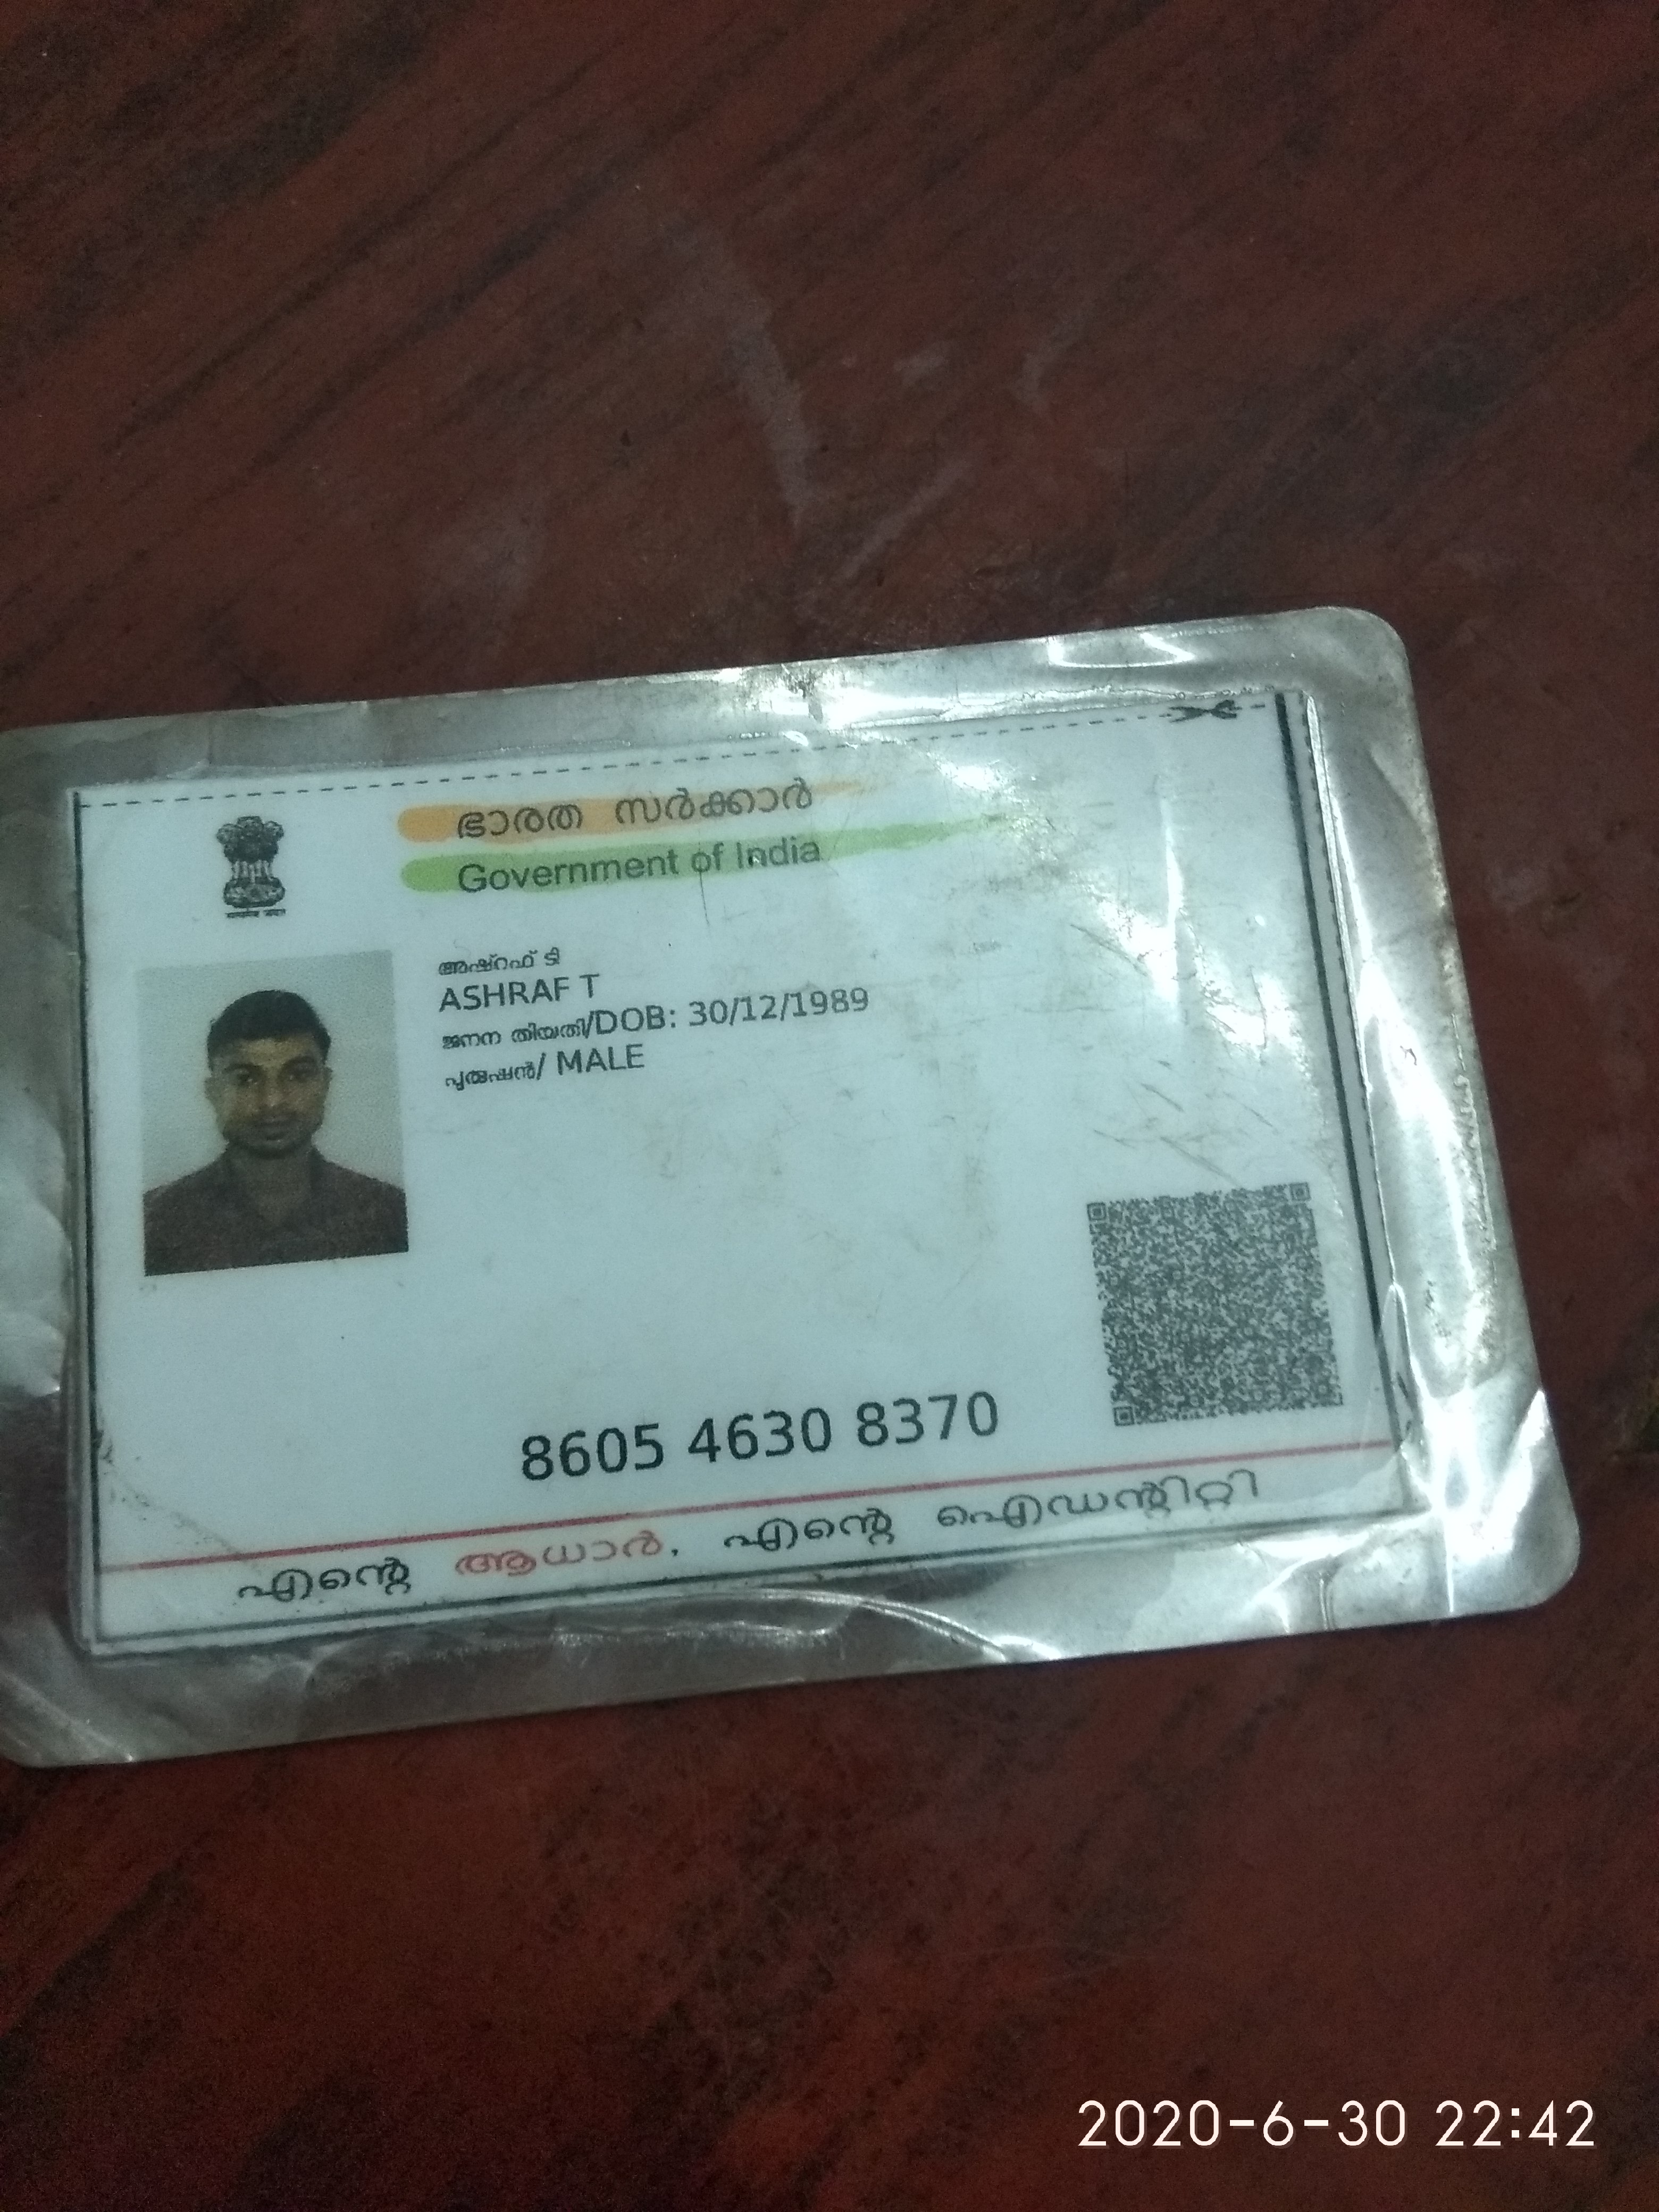 ഭാരത സർക്കാർ
Government of India
അഷ്റഫ് ടി
ASHRAF T
ജനന തിയതി/DOB: 30/12/1989
പുരുഷൻ/ MALE
8605 4630 8370
എന്റെ ആധാർ, എന്റെ ഐഡന്റിറ്റി
2020-6-30 22:42